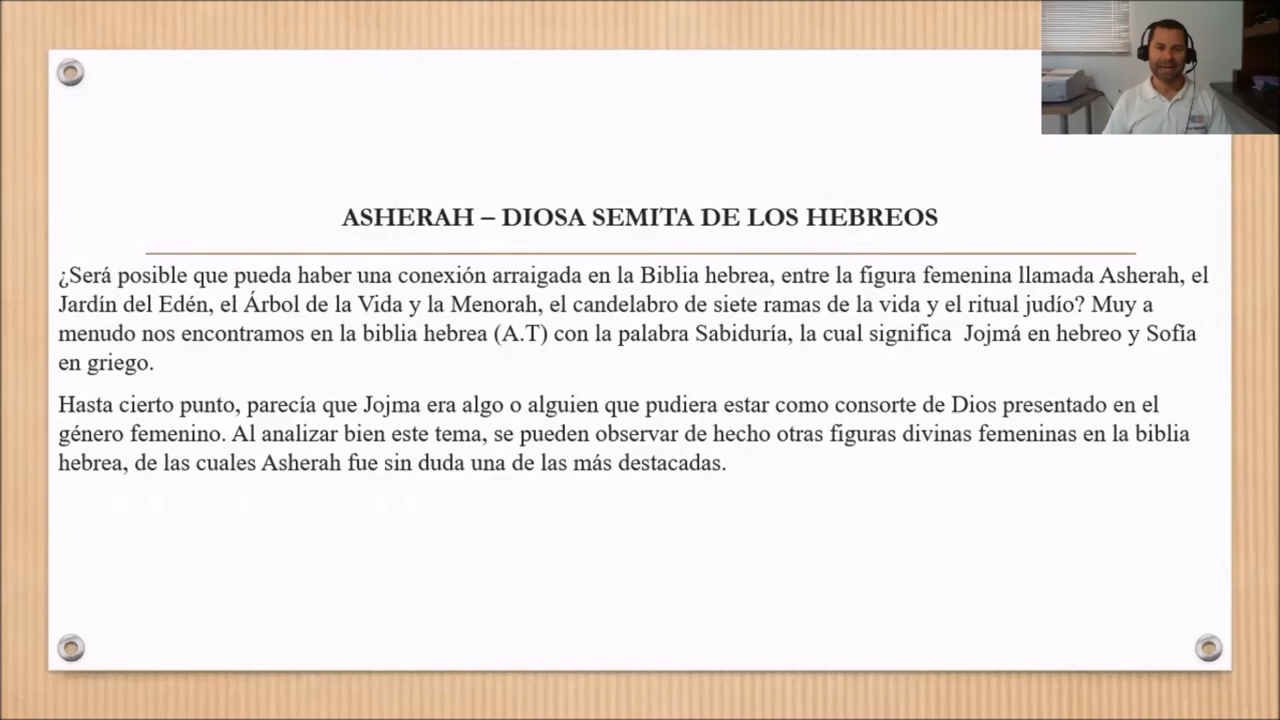 ASHERAH – DIOSA SEMITA DE LOS HEBREOS
¿Será posible que pueda haber una conexión arraigada en la Biblia hebrea, entre la figura femenina llamada Asherah, el
Jardín del Edén, el Árbol de la Vida y la Menorah, el candelabro de siete ramas de la vida y el ritual judío? Muy a
menudo nos encontramos en la biblia hebrea (A.T) con la palabra Sabiduría, la cual significa  Jojmá en hebreo y Sofía
en griego.
Hasta cierto punto, parecía que Jojma era algo o alguien que pudiera estar como consorte de Dios presentado en el
género femenino. Al analizar bien este tema, se pueden observar de hecho otras figuras divinas femeninas en la biblia
hebrea, de las cuales Asherah fue sin duda una de las más destacadas.